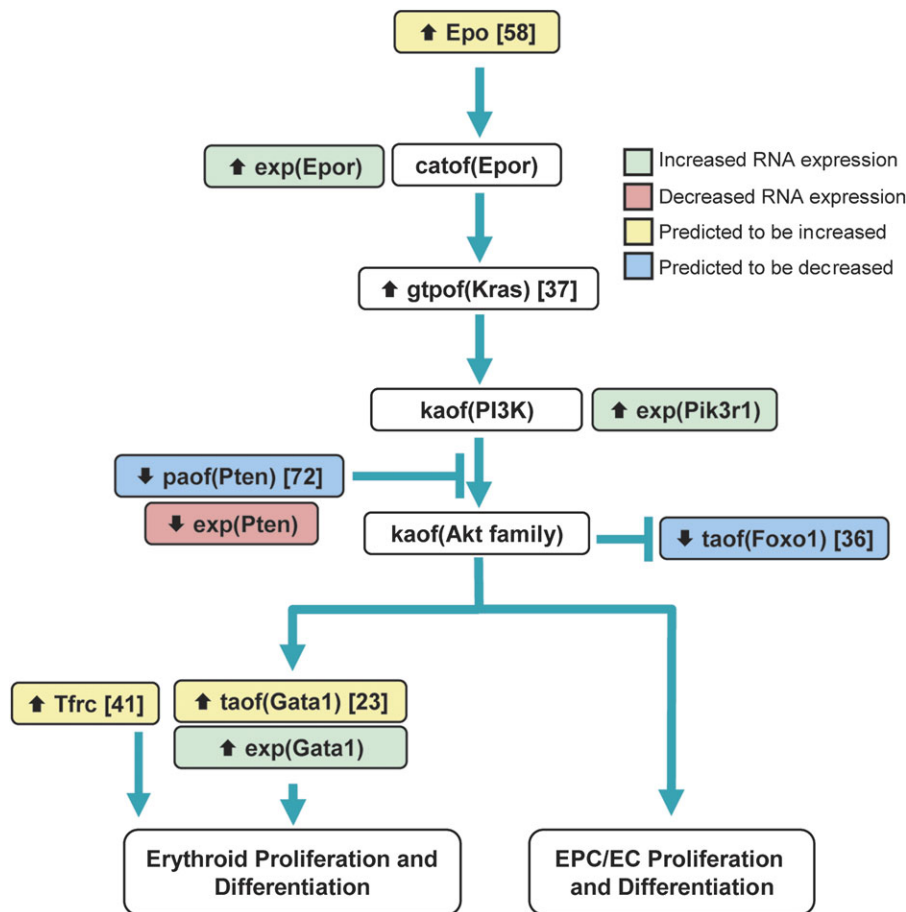 ⬆ Epo [58]
⬆ exp(Epor)
catof(Epor)
Increased RNA expression
Decreased RNA expression
Predicted to be increased
Predicted to be decreased
⬆ gtpof(Kras) [37]
kaof(PI3K)
⬆ exp(Pik3r1)
⬇ paof(Pten) [72]
⬇ exp(Pten)
kaof(Akt family)
⬇ taof(Foxo1) [36]
⬆ Tfrc [41]
⬆ taof(Gata1) [23]
⬆ exp(Gata1)
Erythroid Proliferation and
Differentiation
EPC/EC Proliferation
and Differentiation